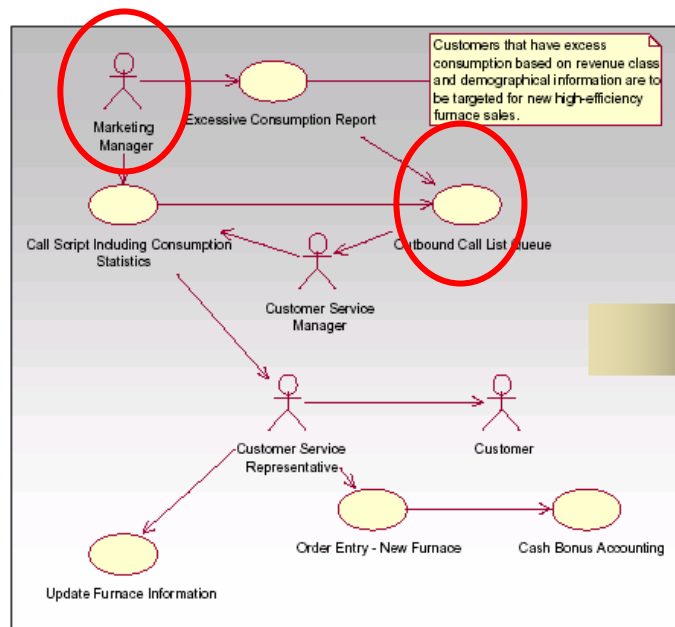 Customers that have excess
consumption based on revenue class
and demographical information are to
be targeted for new high-efficiency
furnace sales.
Marketing
Manager
Excessive Consumption Report
Call Script Including Consumption
Statistics
Outbound Call List Queue
Customer Service
Manager
Customer Service
Representative
Customer
Order Entry - New Furnace
Cash Bonus Accounting
Update Furnace Information